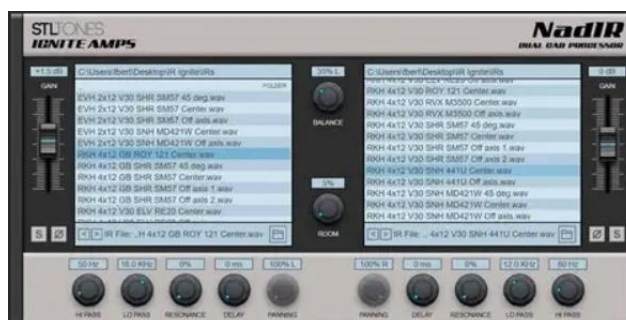 STLTONES
IGNITE AMPS
NadIR
DUAL CAB PROCESSOR
+1.5 dB
GAIN
C:\Users\fbert\Desktop\IR Ignite\IRs
FOLDER
EVH 2x12 V30 SHR SM57 45 deg.wav
EVH 2x12 V30 SHR SM57 Center.wav
EVH 2x12 V30 SHR SM57 Off axis.wav
EVH 2x12 V30 SNH MD421W Center.wav
EVH 2x12 V30 SNH MD421W Off axis.wav
RKH 4x12 GB ROY 121 Center.wav
RKH 4x12 GB SHR SM57 45 deg.wav
RKH 4x12 GB SHR SM57 Center.wav
RKH 4x12 GB SHR SM57 Off axis 1.wav
RKH 4x12 GB SHR SM57 Off axis 2.wav
RKH 4x12 V30 ELV RE20 Center.wav
S Ø
< > IR File: ..H 4x12 GB ROY 121 Center.wav
30% L
BALANCE
5%
ROOM
C:\Users\fbert\Desktop\IR Ignite\IRs
RKH 4x12 V30 ELV RE20 Off axis.wav
RKH 4x12 V30 ROY 121 Center.wav
RKH 4x12 V30 RVX M3500 Center.wav
RKH 4x12 V30 RVX M3500 Off axis.wav
RKH 4x12 V30 SHR SM57 45 deg.wav
RKH 4x12 V30 SHR SM57 Center.wav
RKH 4x12 V30 SHR SM57 Off axis 1.wav
RKH 4x12 V30 SHR SM57 Off axis 2.wav
RKH 4x12 V30 SNH 441U Center.wav
RKH 4x12 V30 SNH 441U Off axis.wav
RKH 4x12 V30 SNH MD421W 45 deg.wav
RKH 4x12 V30 SNH MD421W Center.wav
RKH 4x12 V30 SNH MD421W Off axis.wav
< > IR File: .. 4x12 V30 SNH 441U Center.wav
0 dB
GAIN
Ø S
50 Hz 16.0 KHz 0% 0 ms 100% L
HI PASS LO PASS RESONANCE DELAY PANNING
100% R 0 ms 0% 12.0 KHz 80 Hz
PANNING DELAY RESONANCE LO PASS HI PASS